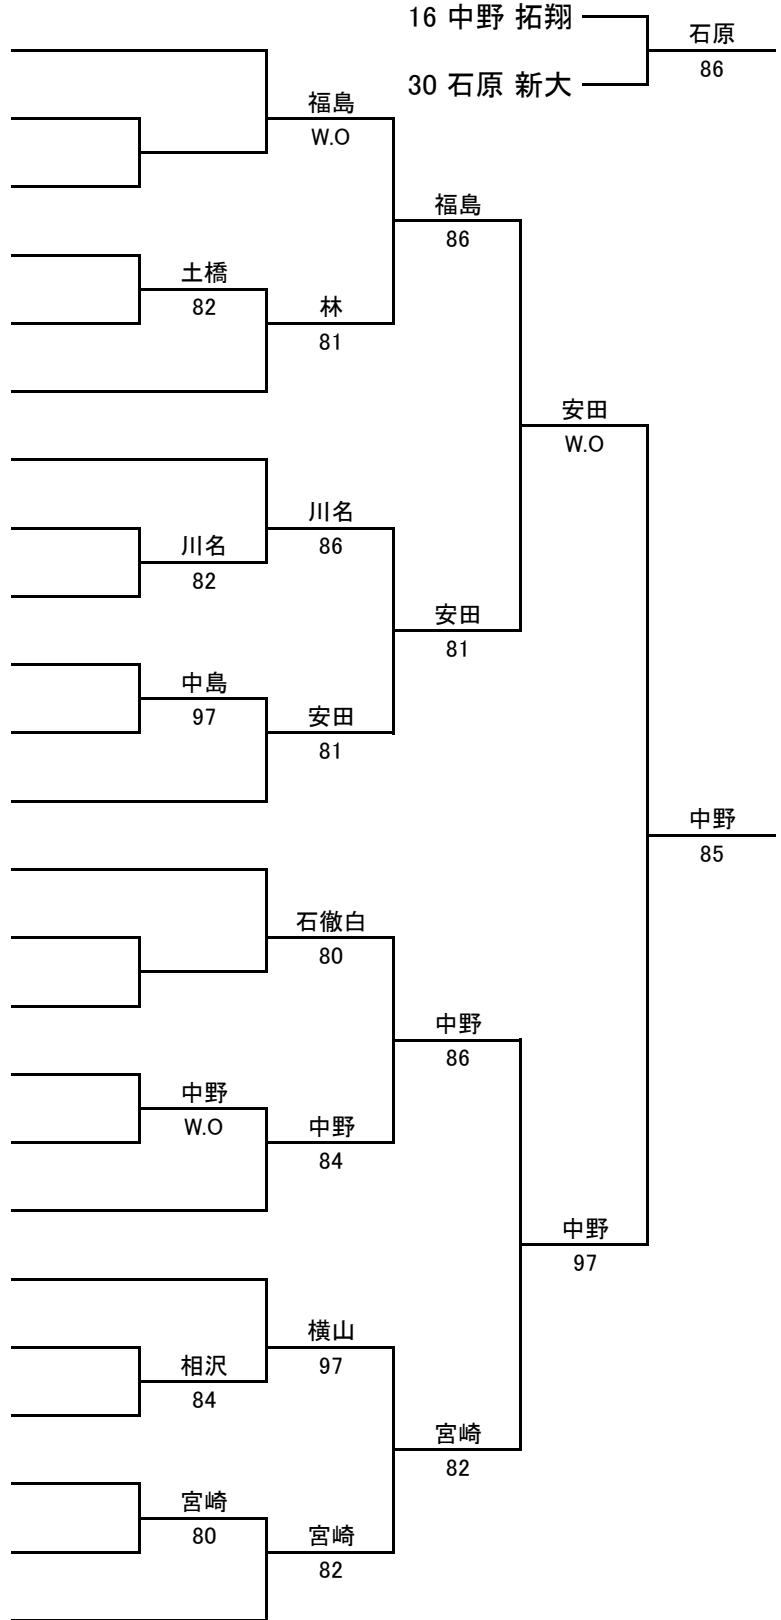 16 中野 拓翔
石原
86
30 石原 新大
福島
W.O
福島
86
土橋
82
林
81
安田
W.O
川名
86
川名
82
安田
81
中島
97
安田
81
中野
85
石徹白
80
中野
86
中野
W.O
中野
84
中野
97
横山
97
相沢
84
宮崎
82
宮崎
80
宮崎
82